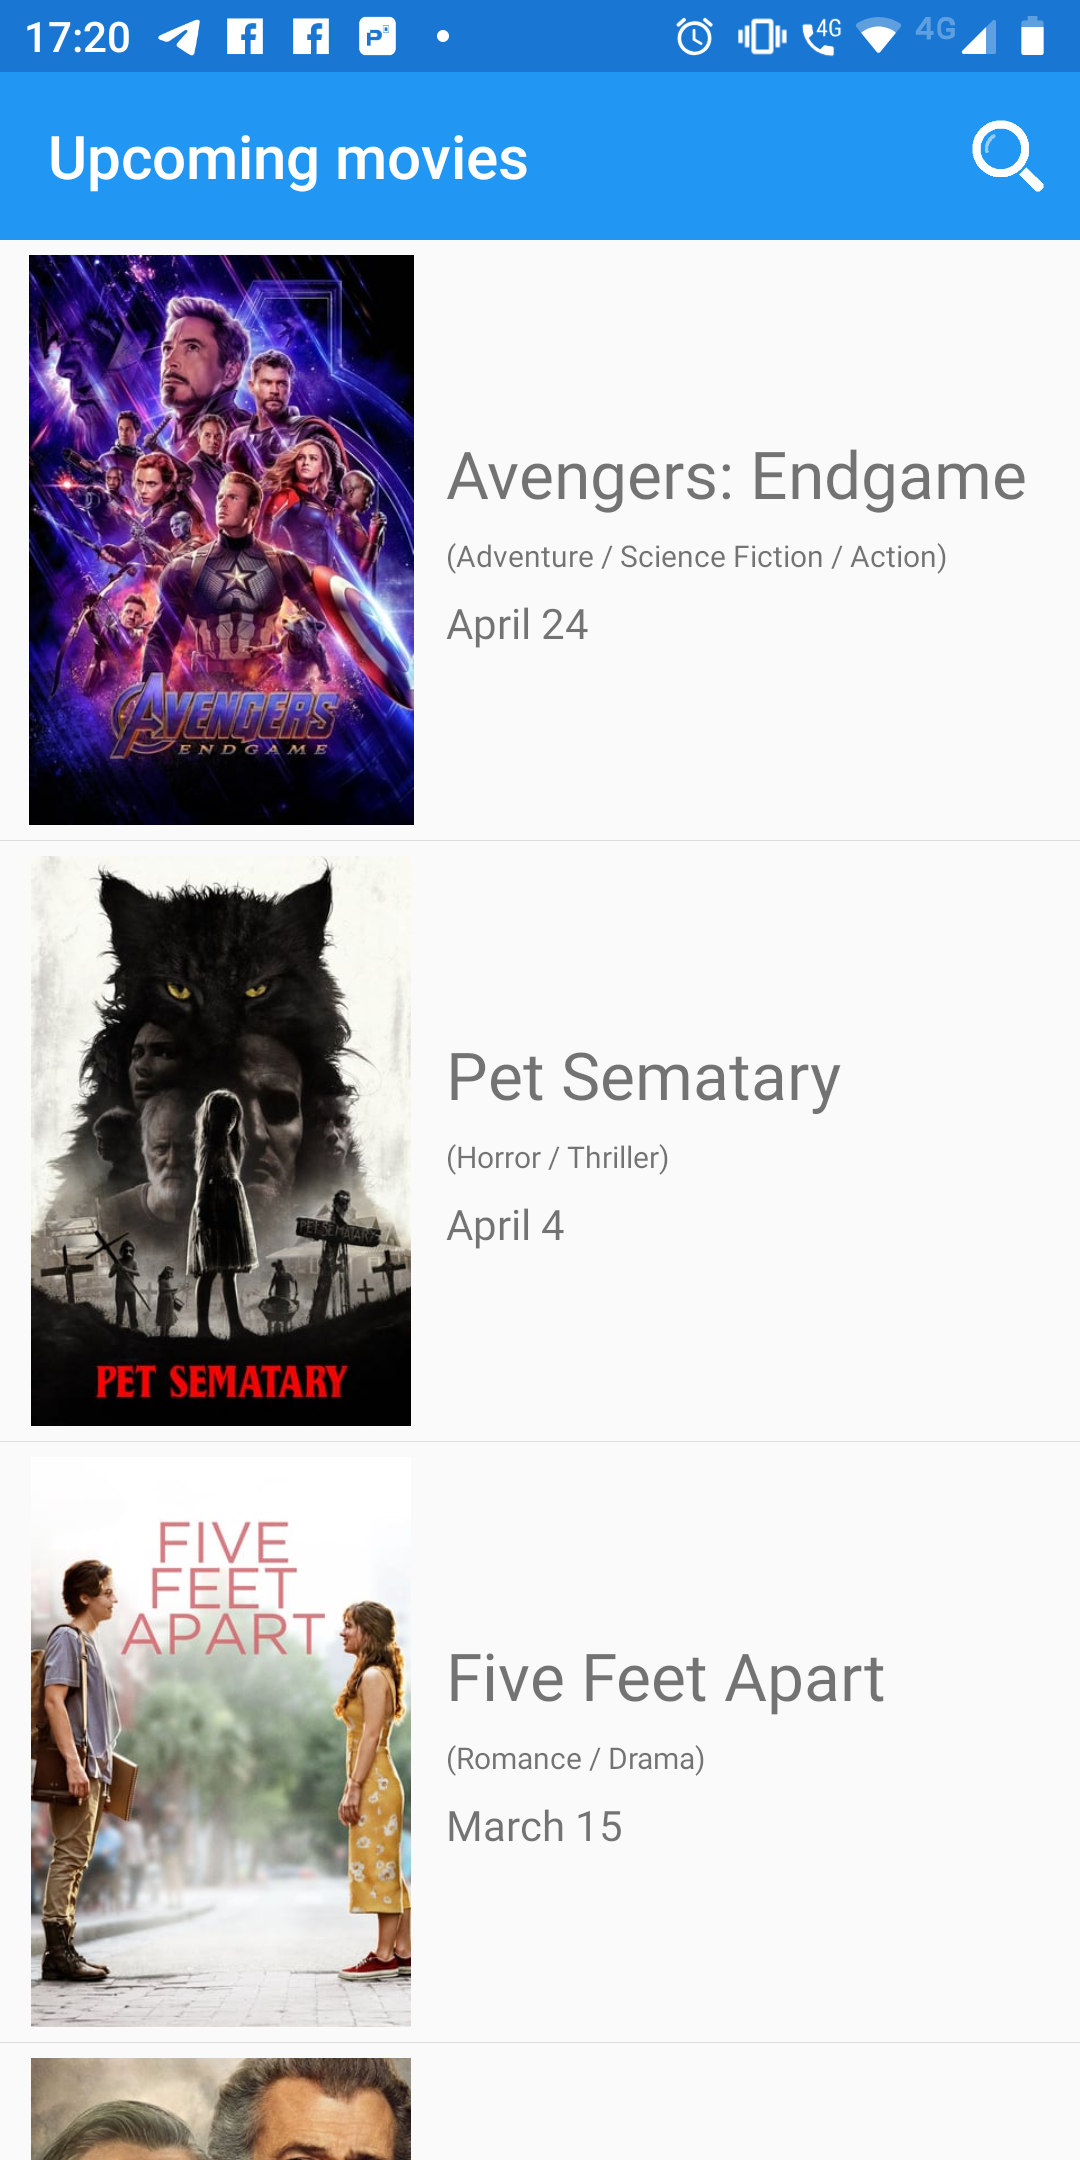 17:20
4G
4G
Upcoming movies
AVENGERS
ENDGAME
Avengers: Endgame
(Adventure / Science Fiction / Action)
April 24
PET SEMATARY
PET SEMATARY
Pet Sematary
(Horror / Thriller)
April 4
FIVE
FEET
APART
Five Feet Apart
(Romance / Drama)
March 15